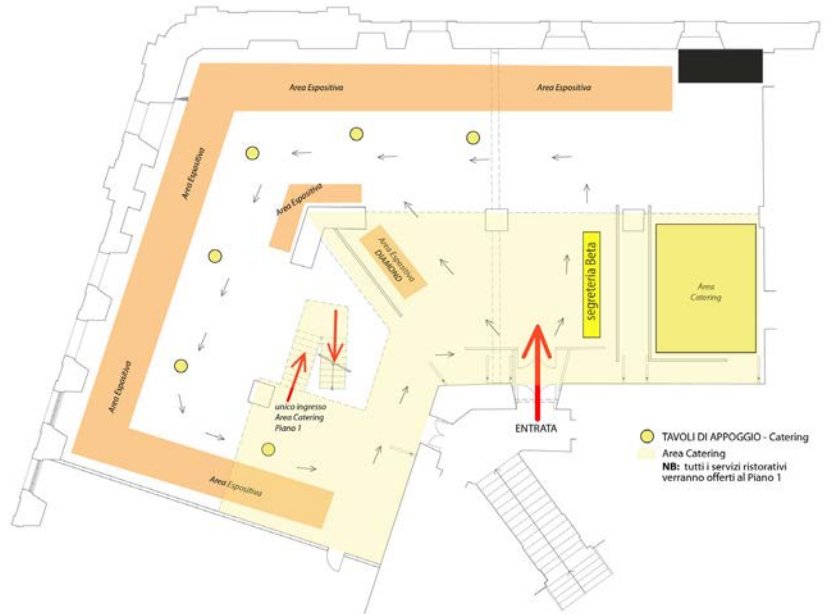 Area Espositiva
Area Espositiva
Area Espositiva
Area Espositiva
Area Espositiva
DIAMOND
segreteria Beta
Area
Catering
Area Espositiva
unico ingresso
Area Catering
Piano 1
ENTRATA
Area Espositiva
TAVOLI DI APPOGGIO - Catering
Area Catering
NB: tutti i servizi ristorativi
verranno offerti al Piano 1